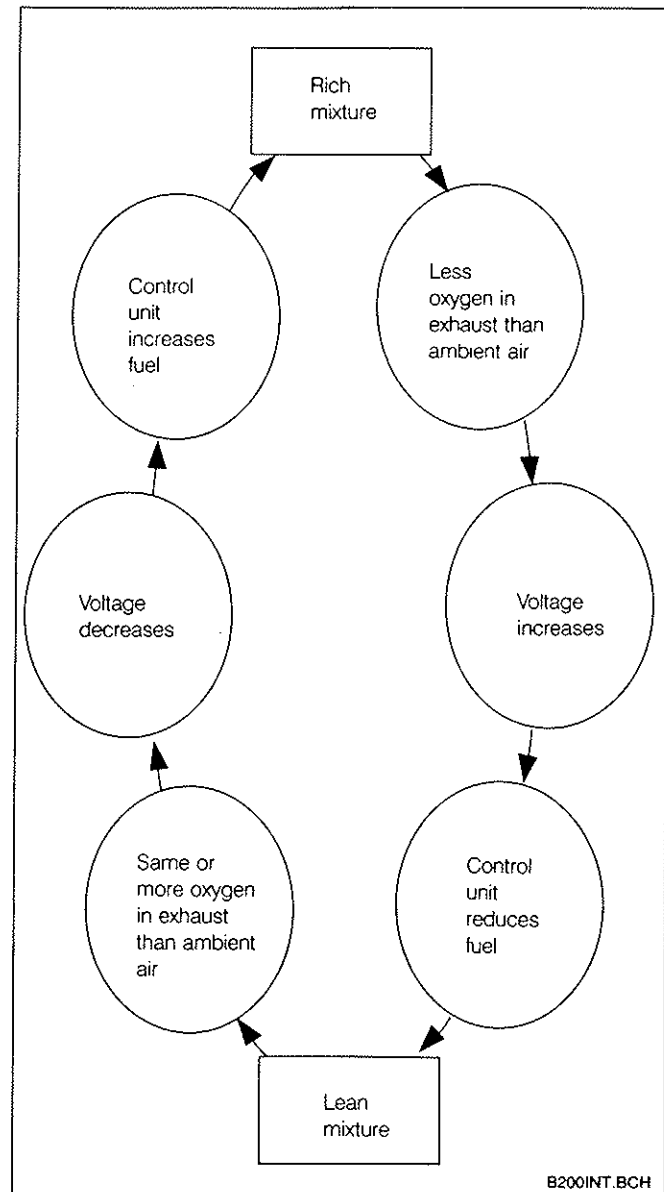 Rich
mixture
Less
oxygen in
exhaust than
ambient air
Voltage
increases
Control
unit
reduces
fuel
Lean
mixture
Same or
more oxygen
in exhaust
than ambient
air
Voltage
decreases
Control
unit
increases
fuel
B200INT.BCH